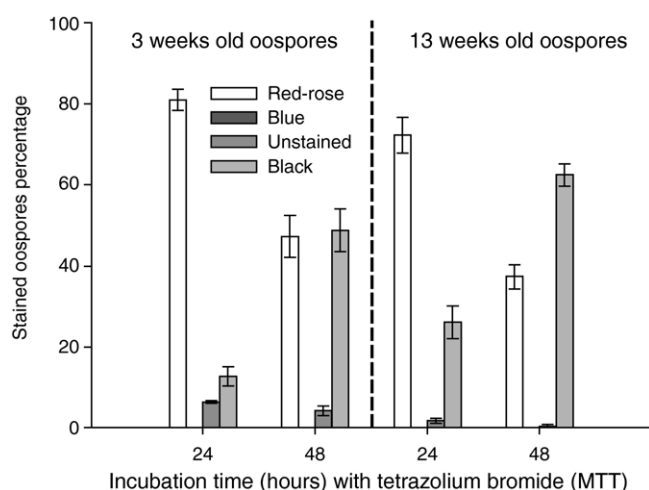 3 weeks old oospores
13 weeks old oospores
Red-rose
Blue
Unstained
Black
Stained oospores percentage
100
80
60
40
20
0
24
48
24
48
Incubation time (hours) with tetrazolium bromide (MTT)